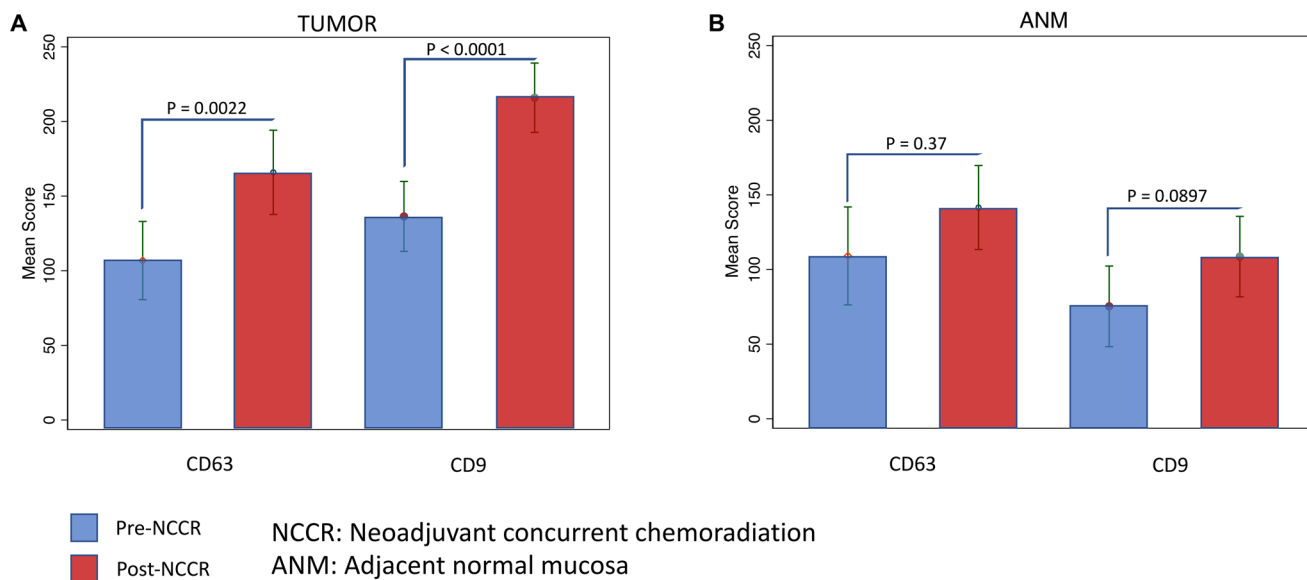 A
TUMOR
Mean Score
250
200
150
100
50
0
P = 0.0022
P < 0.0001
CD63
CD9
B
ANM
Mean Score
250
200
150
100
50
0
P = 0.37
P = 0.0897
CD63
CD9
Pre-NCCR
Post-NCCR
NCCR: Neoadjuvant concurrent chemoradiation
ANM: Adjacent normal mucosa